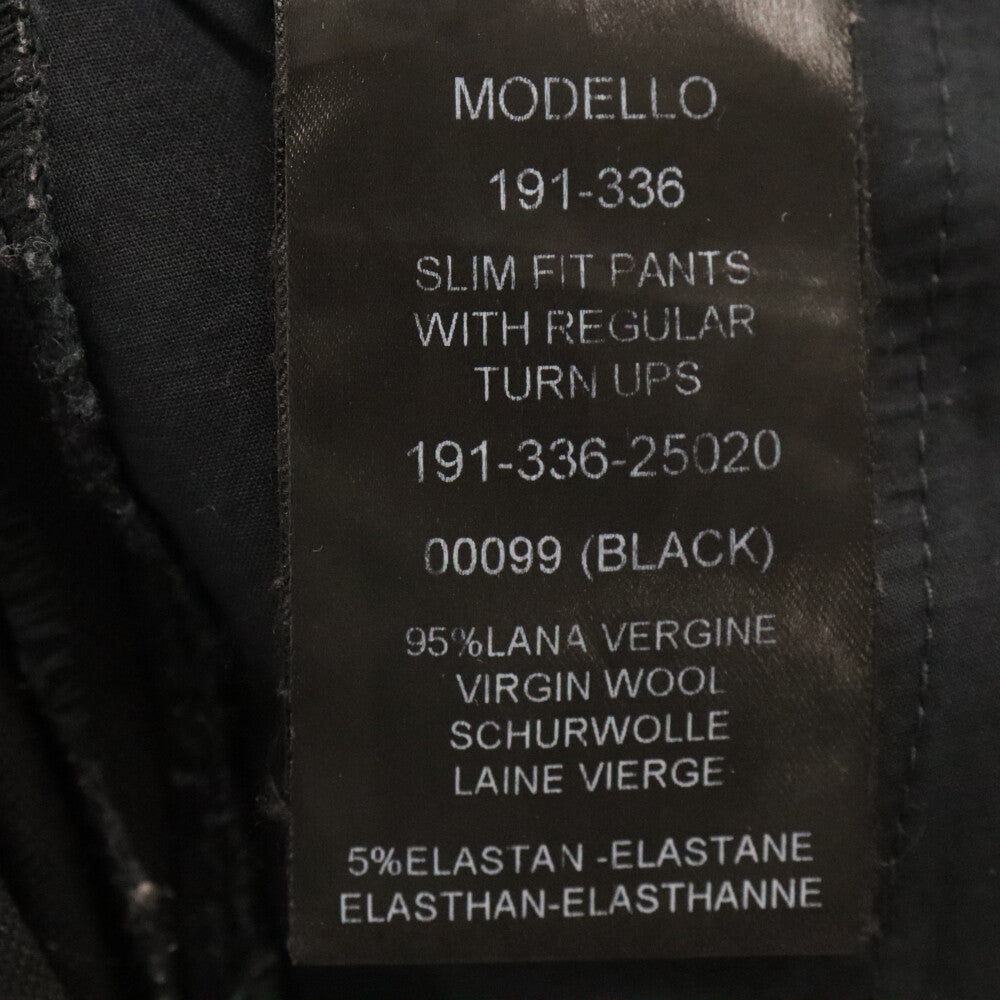 MODELLO
191-336
SLIM FIT PANTS
WITH REGULAR
TURN UPS
191-336-25020
00099 (BLACK)
95%LANA VERGINE
VIRGIN WOOL
SCHURWOLLE
LAINE VIERGE
5%ELASTAN -ELASTANE
ELASTHAN-ELASTHANNE